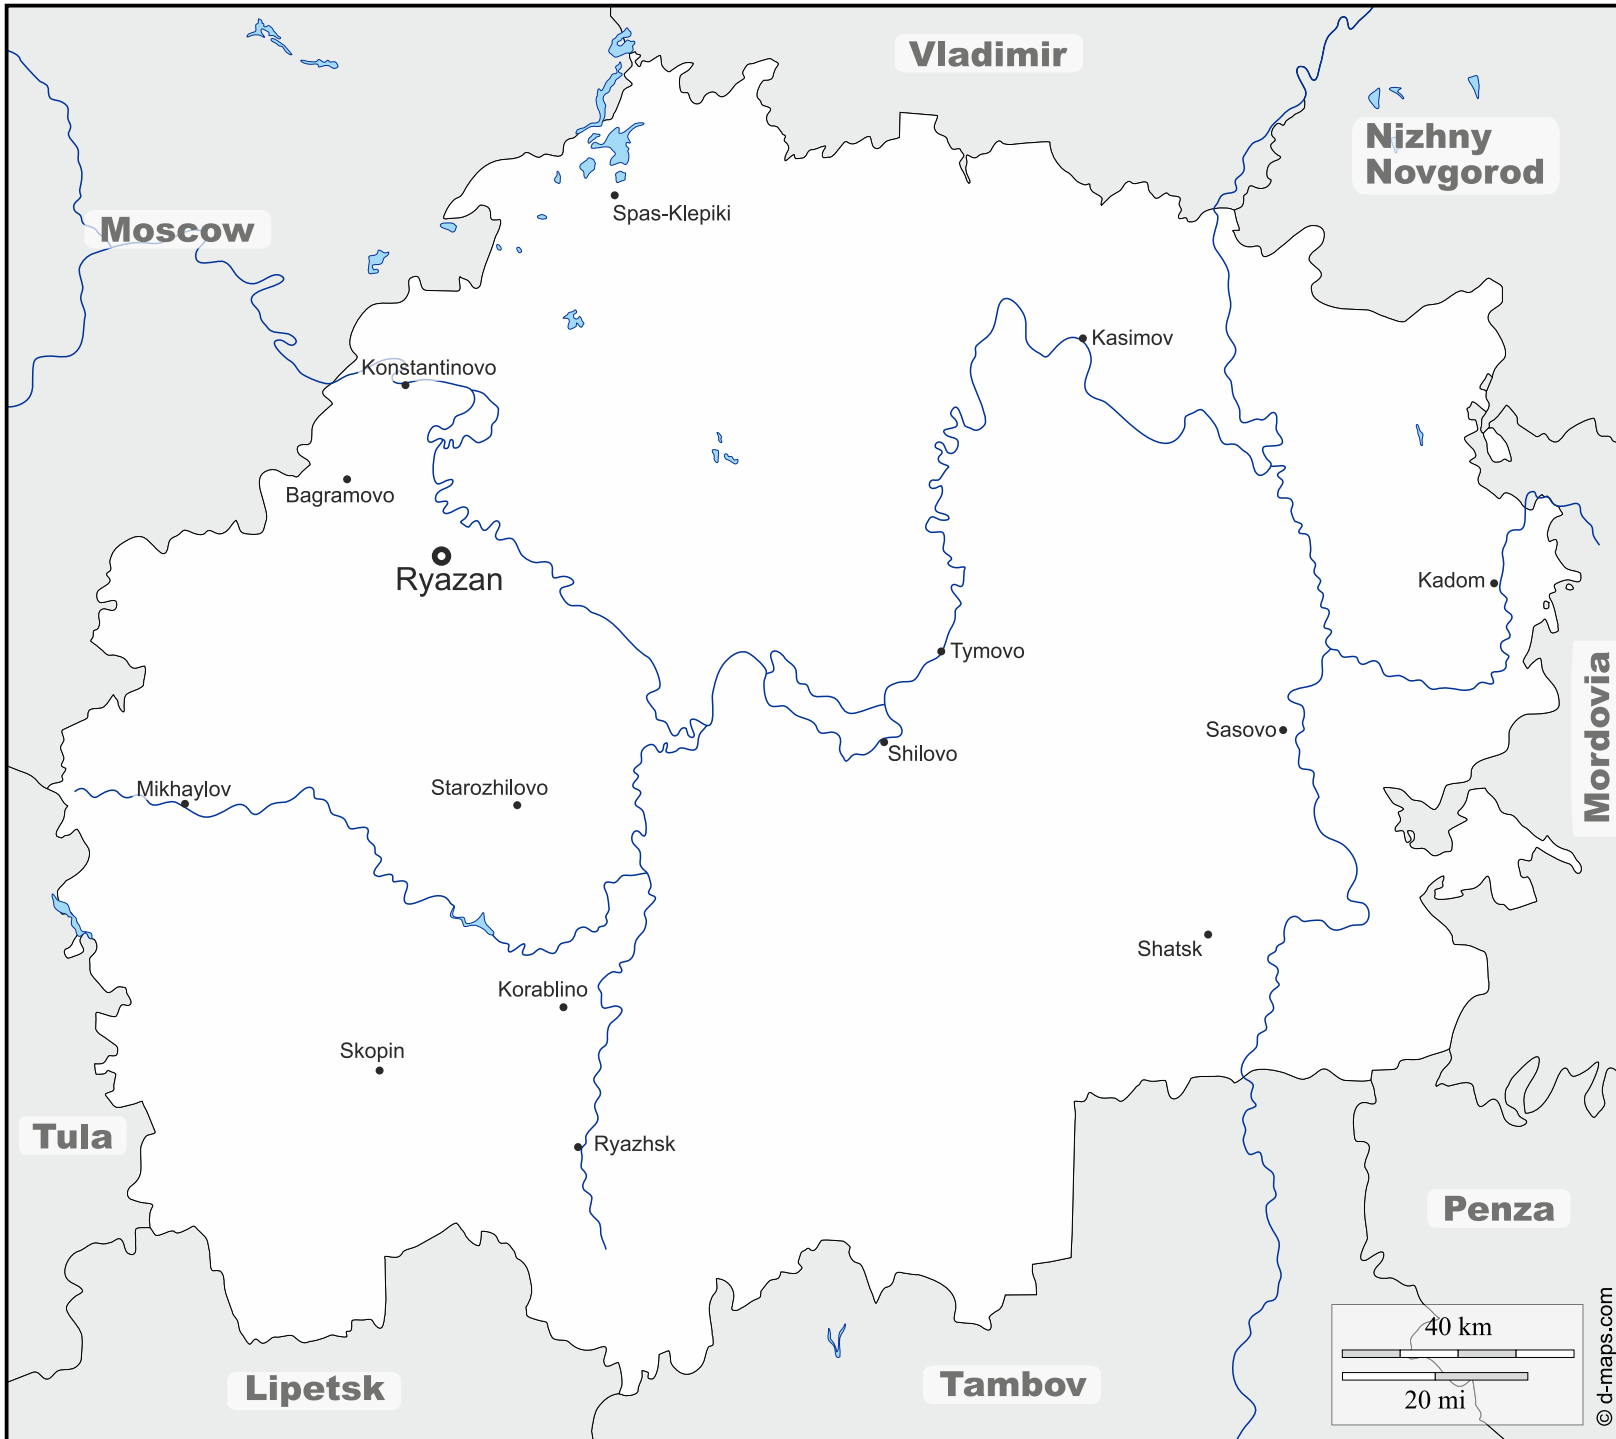 Vladimir
Nizhny
Novgorod
Spas-Klepiki
Moscow
Kasimov
Konstantinovo
Bagramovo
Ryazan
Kadom
Tymovo
Mordovia
Sasovo
Shilovo
Mikhaylov
Starozhilovo
Shatsk
Korablino
Skopin
Tula
Ryazhsk
Penza
40 km
20 mi
Lipetsk
Tambov
© d-maps.com